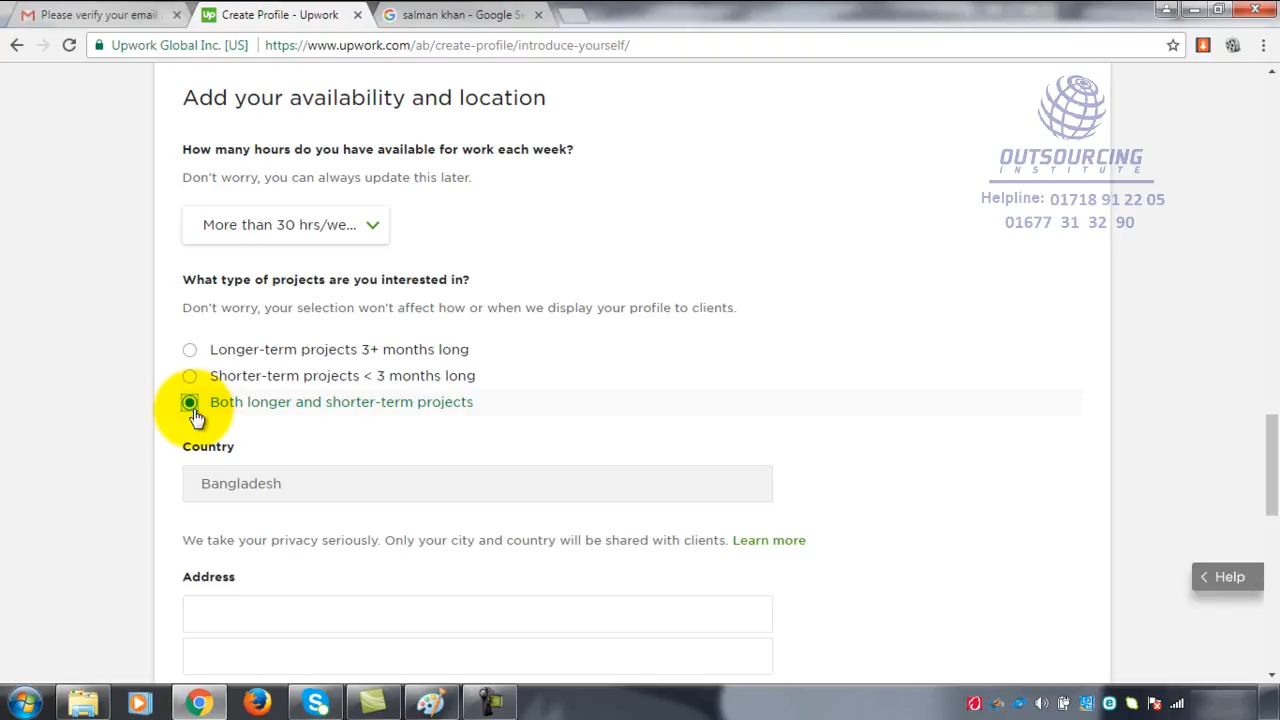 Please verify your email
Create Profile - Upwork
salman khan - Google Se
Upwork Global Inc. [US]
https://www.upwork.com/ab/create-profile/introduce-yourself/
Add your availability and location
OUTSOURCING
INSTITUTE
Helpline: 01718 91 22 05
01677 31 32 90
How many hours do you have available for work each week?
Don't worry, you can always update this later.
More than 30 hrs/we...
What type of projects are you interested in?
Don't worry, your selection won't affect how or when we display your profile to clients.
Longer-term projects 3+ months long
Shorter-term projects < 3 months long
Both longer and shorter-term projects
Country
Bangladesh
We take your privacy seriously. Only your city and country will be shared with clients. Learn more
Help
Address